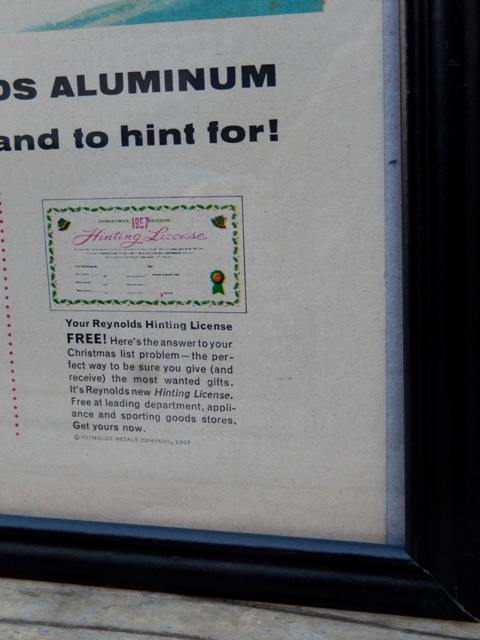 DS ALUMINUM
and to hint for!
CHRISTMAS 1957 SEASON
Hinting License
Your Reynolds Hinting License
FREE! Here's the answer to your
Christmas list problem—the per-
fect way to be sure you give (and
receive) the most wanted gifts.
It's Reynolds new Hinting License.
Free at leading department, appli-
ance and sporting goods stores.
Get yours now.
© REYNOLDS METALS COMPANY, 1957